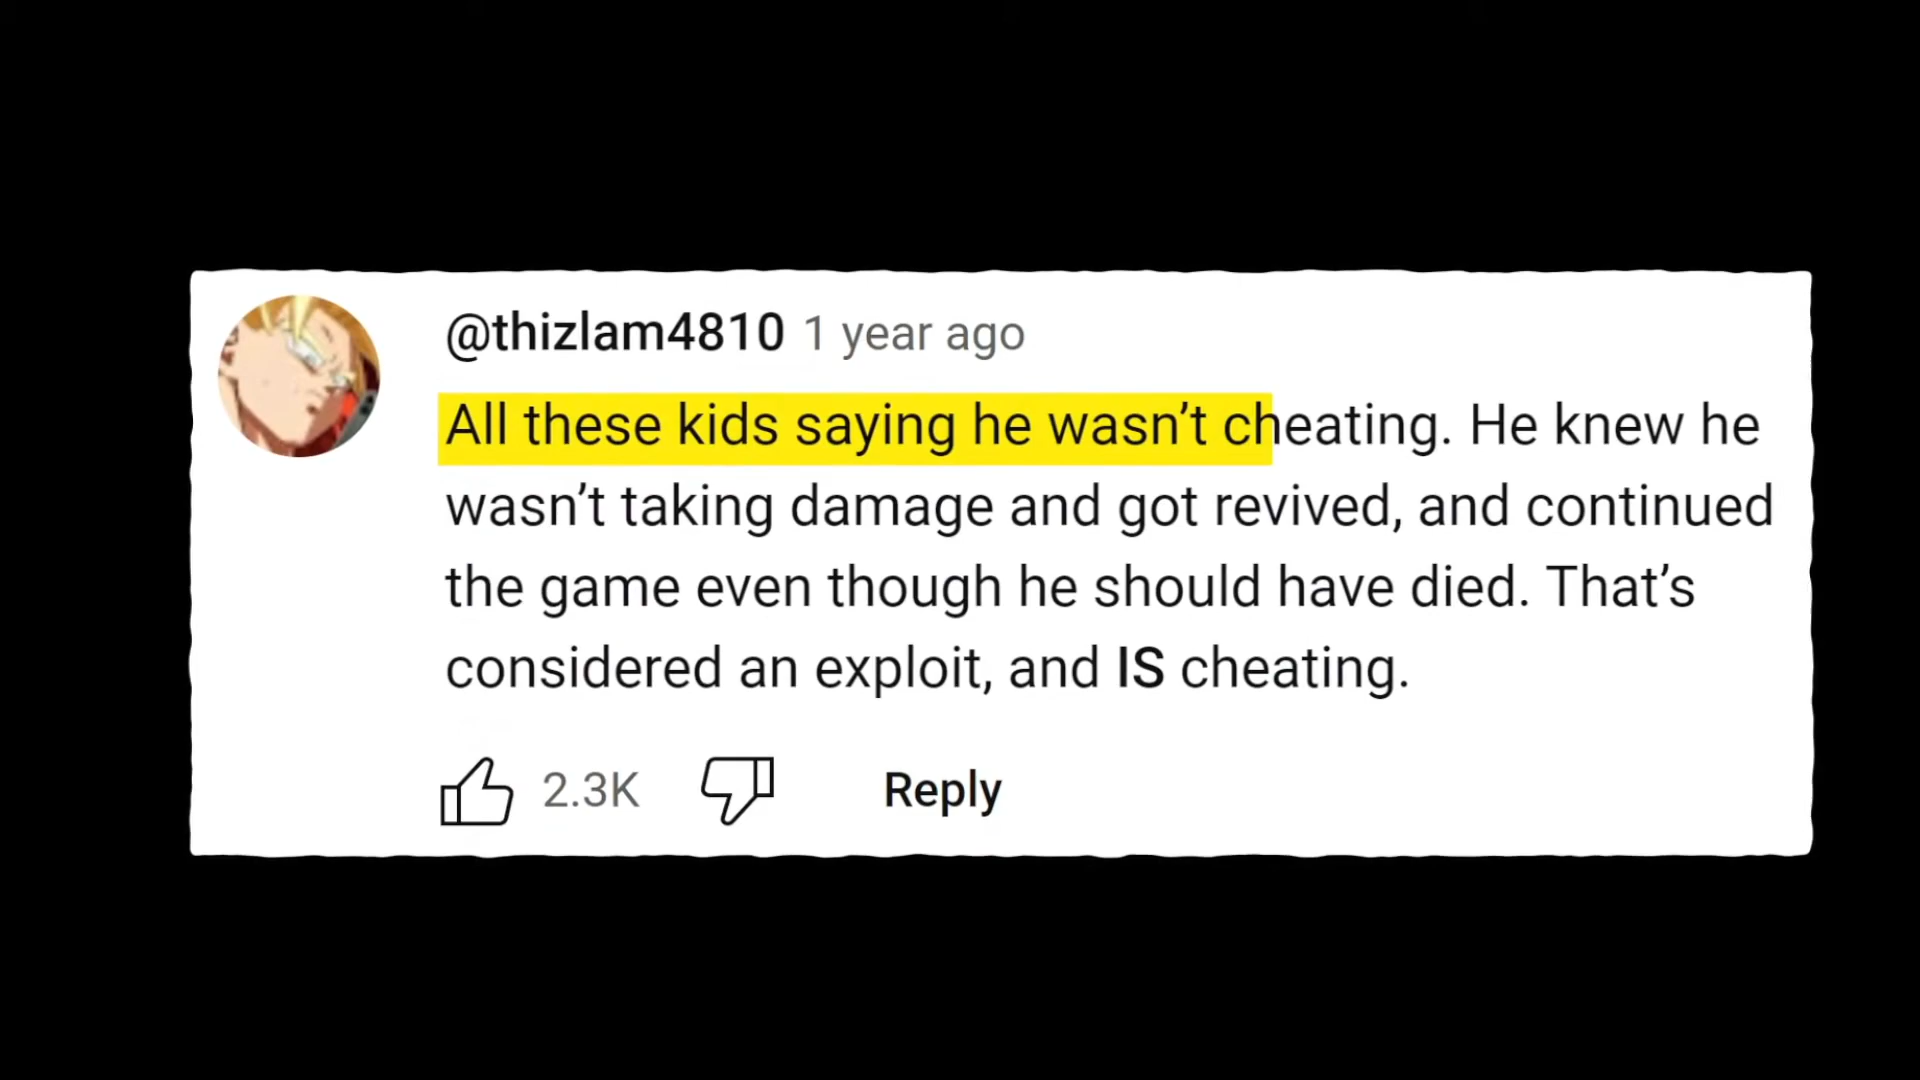 @thizlam4810 1 year ago
All these kids saying he wasn’t cheating. He knew he
wasn’t taking damage and got revived, and continued
the game even though he should have died. That’s
considered an exploit, and IS cheating.
2.3K Reply